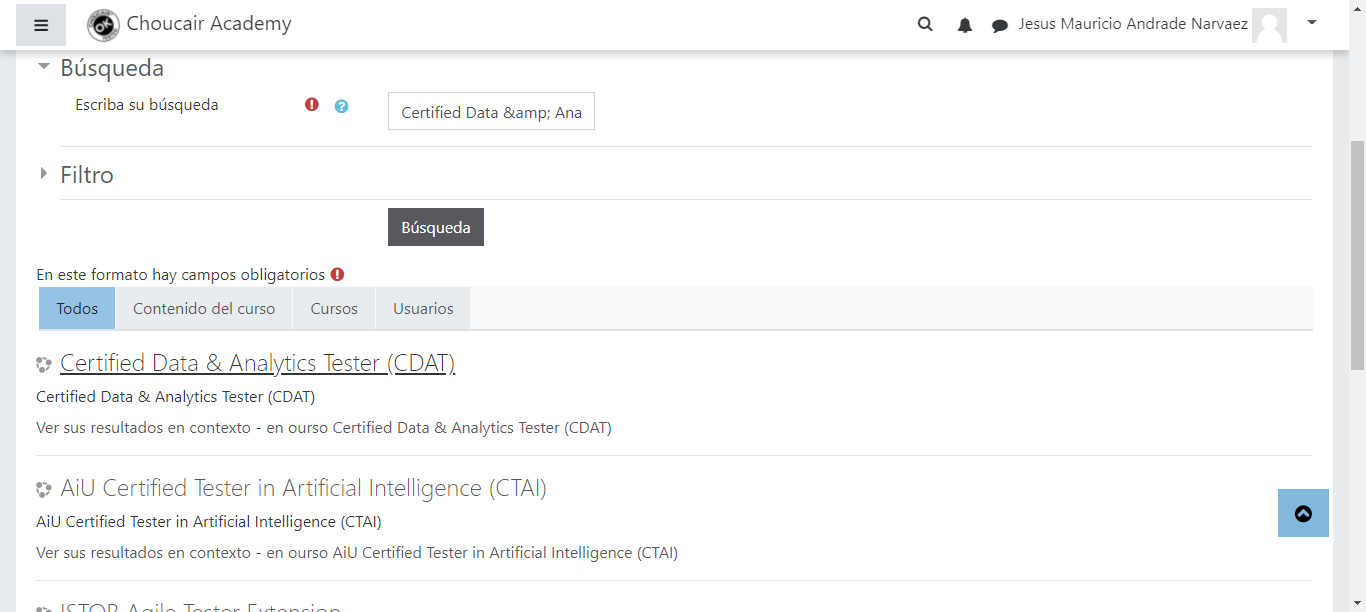 Choucair Academy
Jesus Mauricio Andrade Narvaez
Búsqueda
Escriba su búsqueda
Certified Data &amp; Ana
Filtro
Búsqueda
En este formato hay campos obligatorios
Todos
Contenido del curso
Cursos
Usuarios
Certified Data & Analytics Tester (CDAT)
Certified Data & Analytics Tester (CDAT)
Ver sus resultados en contexto - en ourso Certified Data & Analytics Tester (CDAT)
AiU Certified Tester in Artificial Intelligence (CTAI)
AiU Certified Tester in Artificial Intelligence (CTAI)
Ver sus resultados en contexto - en ourso AiU Certified Tester in Artificial Intelligence (CTAI)
ISTQB Agile Tester Extension